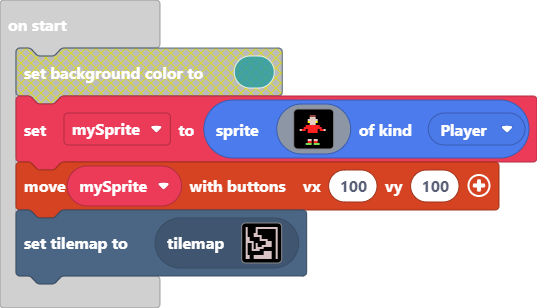 on start
set background color to
set mySprite to sprite of kind Player
move mySprite with buttons vx 100 vy 100
set tilemap to tilemap